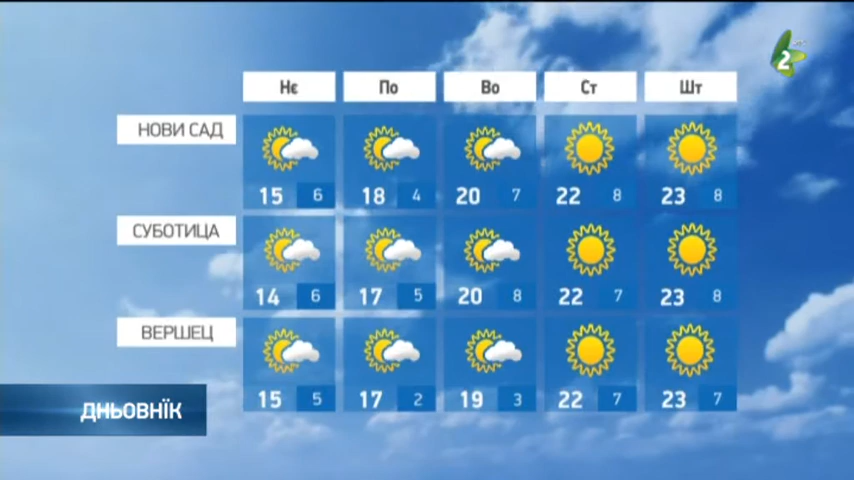 2
Нє По Во Ст Шт
НОВИ САД
15 6 18 4 20 7 22 8 23 8
СУБОТИЦА
14 6 17 5 20 8 22 7 23 8
ВЕРШЕЦ
15 5 17 2 19 3 22 7 23 7
ДНЬОВНЇК